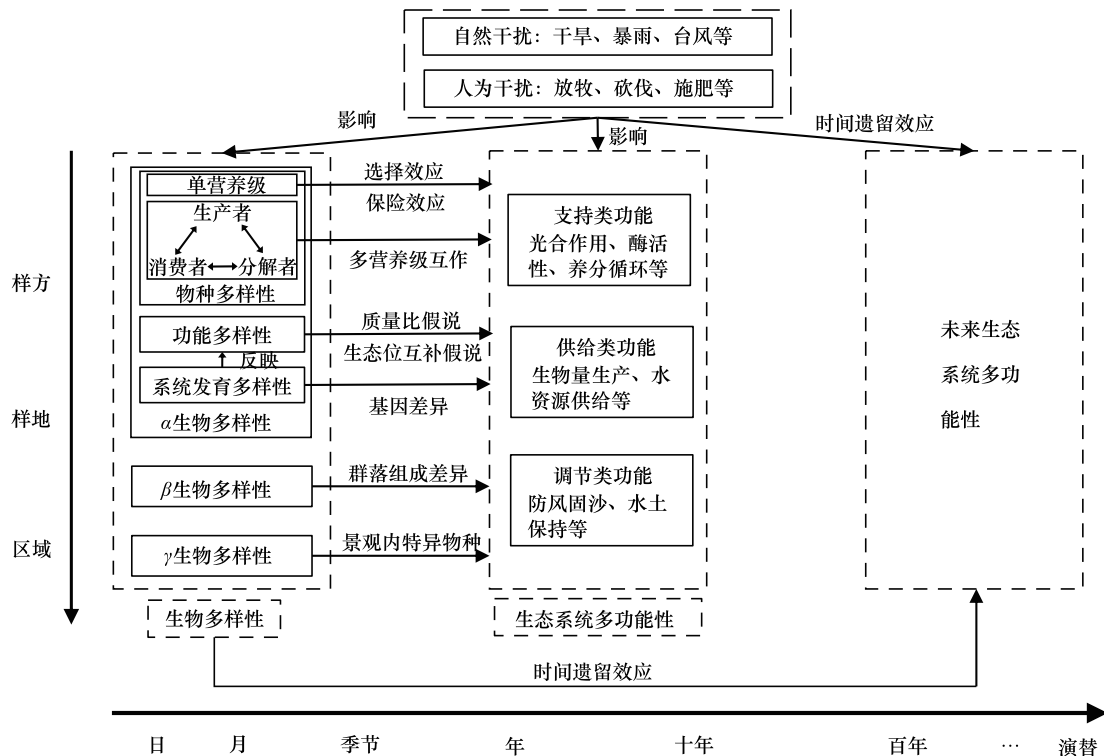 自然干扰：干旱、暴雨、台风等
人为干扰：放牧、砍伐、施肥等
影响
影响
时间遗留效应
样方
样地
区域
单营养级
生产者
消费者
分解者
物种多样性
功能多样性
反映
系统发育多样性
α生物多样性
β生物多样性
γ生物多样性
生物多样性
选择效应
保险效应
多营养级互作
质量比假说
生态位互补假说
基因差异
群落组成差异
景观内特异物种
支持类功能
光合作用、酶活
性、养分循环等
供给类功能
生物量生产、水
资源供给等
调节类功能
防风固沙、水土
保持等
生态系统多功能性
未来生态
系统多功
能性
时间遗留效应
日 月 季节 年 十年 百年 … 演替